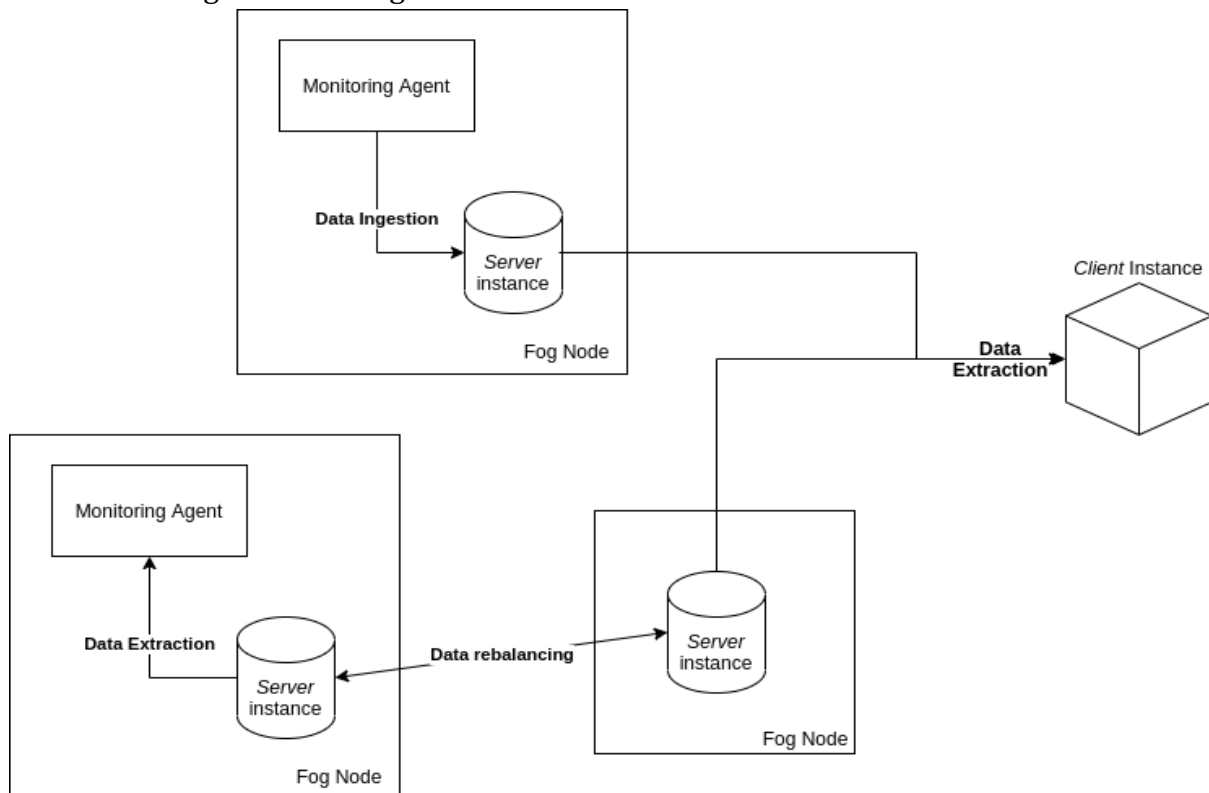 Monitoring Agent
Data Ingestion
Server
instance
Fog Node
Client Instance
Data
Extraction
Monitoring Agent
Data Extraction
Server
instance
Fog Node
Data rebalancing
Server
instance
Fog Node